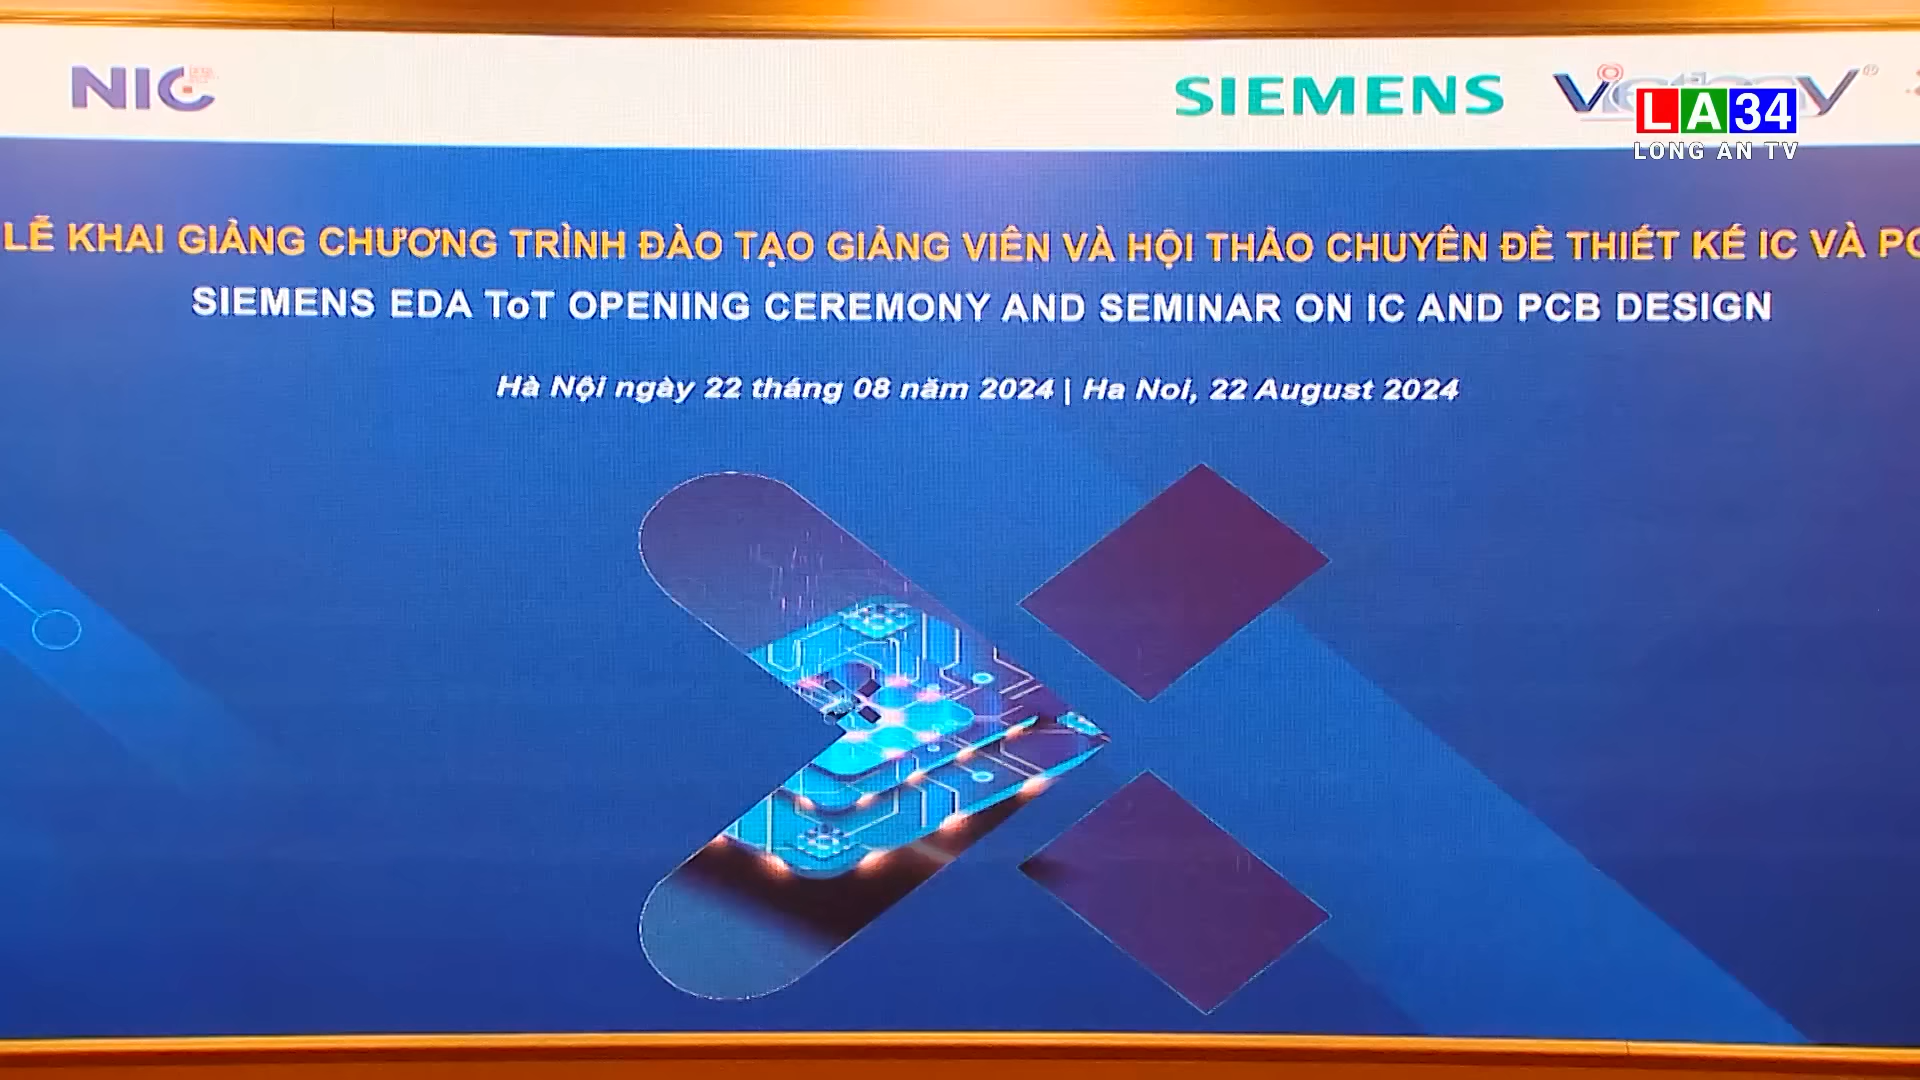 NIC
SIEMENS
LA34
LONG AN TV
LỄ KHAI GIẢNG CHƯƠNG TRÌNH ĐÀO TẠO GIẢNG VIÊN VÀ HỘI THẢO CHUYÊN ĐỀ THIẾT KẾ IC VÀ
SIEMENS EDA ToT OPENING CEREMONY AND SEMINAR ON IC AND PCB DESIGN
Hà Nội ngày 22 tháng 08 năm 2024 | Ha Noi, 22 August 2024